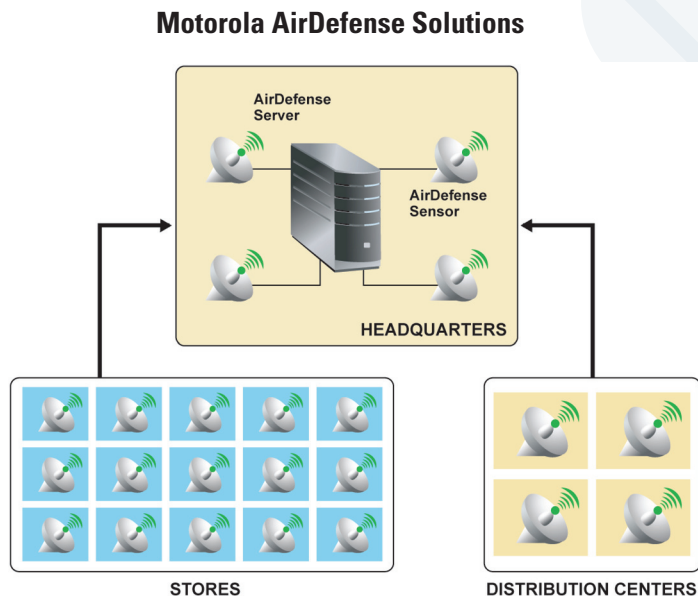 Motorola AirDefense Solutions
AirDefense
Server
AirDefense
Sensor
HEADQUARTERS
STORES
DISTRIBUTION CENTERS